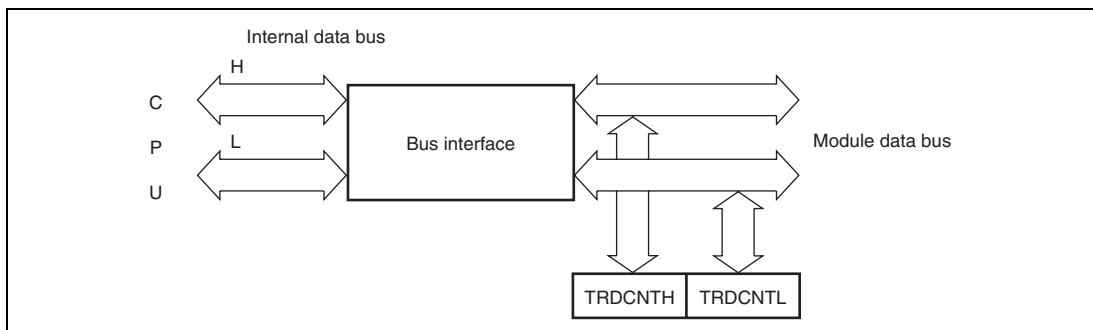 Internal data bus
H
C
P
L
U
Bus interface
Module data bus
TRDCNTH
TRDCNTL